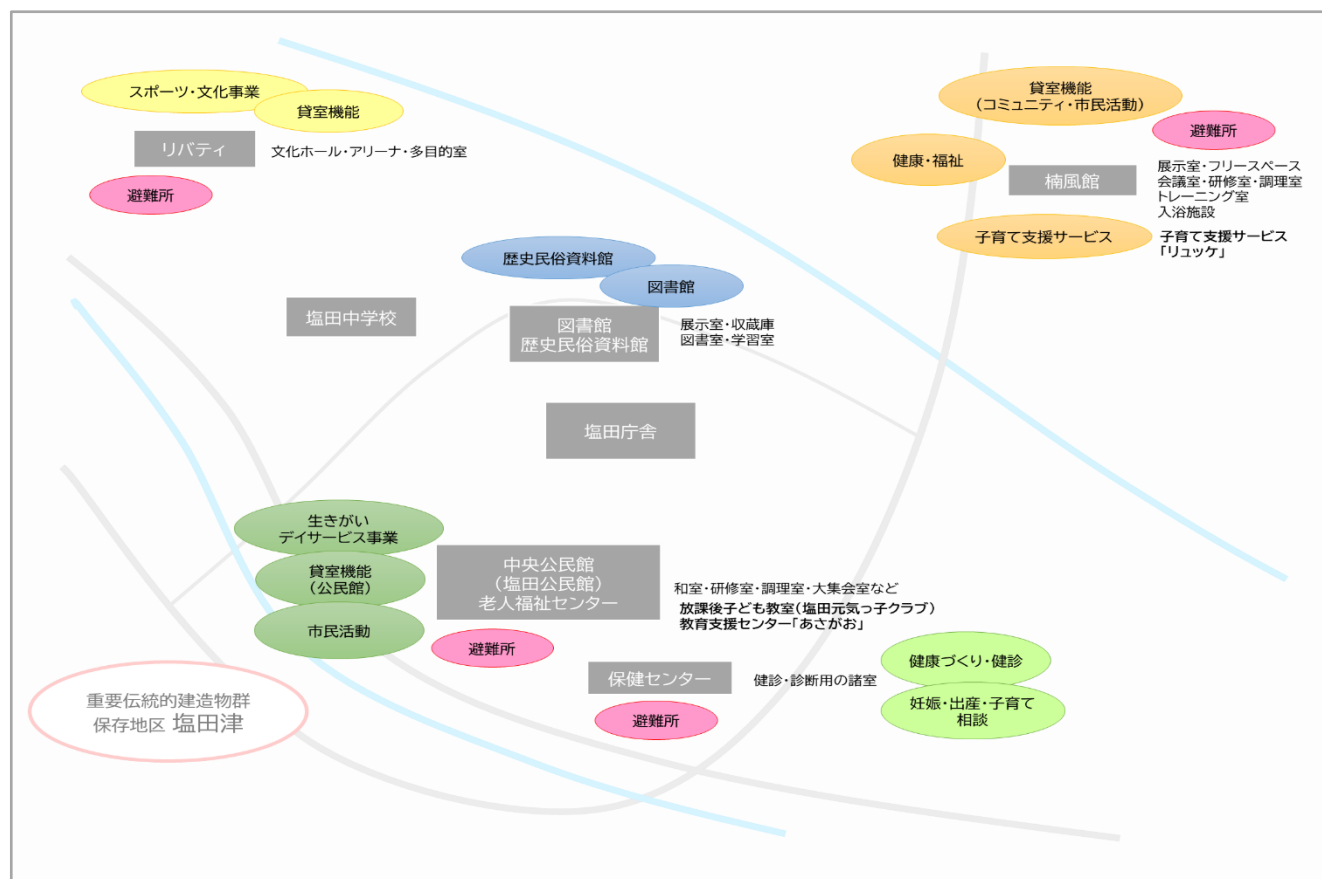 スポーツ・文化事業
貸室機能
リバティ
文化ホール・アリーナ・多目的室
避難所
貸室機能
（コミュニティ・市民活動）
避難所
健康・福祉
楠風館
展示室・フリースペース
会議室・研修室・調理室
トレーニング室
入浴施設
子育て支援サービス
子育て支援サービス
「リュッケ」
歴史民俗資料館
図書館
塩田中学校
図書館
歴史民俗資料館
展示室・収蔵庫
図書室・学習室
塩田庁舎
生きがい
デイサービス事業
貸室機能
（公民館）
市民活動
中央公民館
（塩田公民館）
老人福祉センター
和室・研修室・調理室・大集会室など
放課後子ども教室（塩田元気っ子クラブ）
教育支援センター「あさがお」
避難所
保健センター
健診・診断用の諸室
避難所
健康づくり・健診
妊娠・出産・子育て
相談
重要伝統的建造物群
保存地区 塩田津